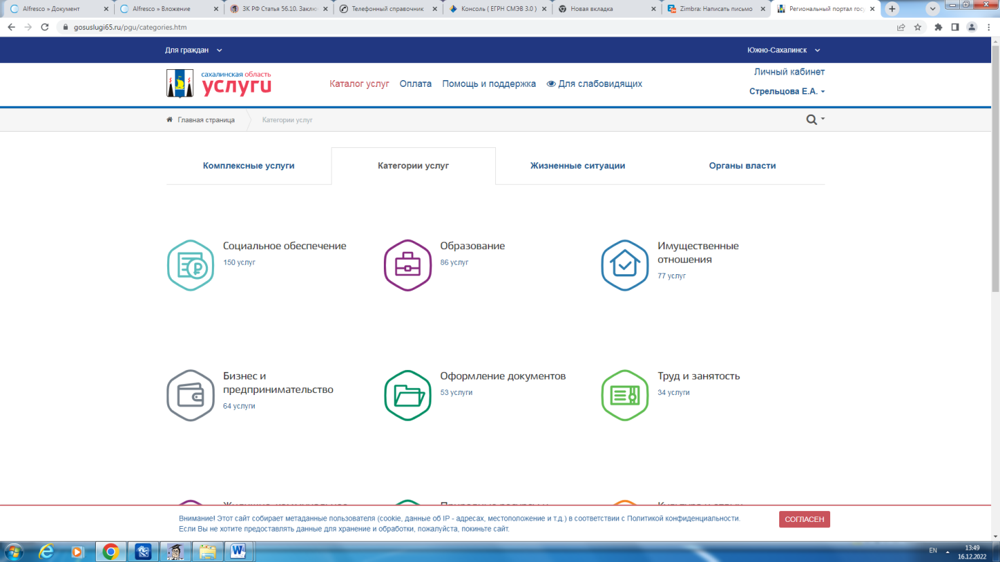 Alfresco » Документ
Alfresco » Вложение
ЗК РФ Статья 56.10. Заклю
Телефонный справочник
Консоль ( ЕГРН СМЭВ 3.0 )
Новая вкладка
Zimbra: Написать письмо
Региональный портал гос
gosuslugi65.ru/pgu/categories.htm
Для граждан
Южно-Сахалинск
сахалинская область
услуги
Каталог услуг
Оплата
Помощь и поддержка
Для слабовидящих
Личный кабинет
Стрельцова Е.А.
Главная страница
Категории услуг
Комплексные услуги
Категории услуг
Жизненные ситуации
Органы власти
Социальное обеспечение
150 услуг
Образование
86 услуг
Имущественные
отношения
77 услуг
Бизнес и
предпринимательство
64 услуги
Оформление документов
53 услуги
Труд и занятость
34 услуги
Внимание! Этот сайт собирает метаданные пользователя (cookie, данные об IP - адресах, местоположение и т.д.) в соответствии с Политикой конфиденциальности.
Если Вы не хотите предоставлять данные для хранение и обработки, пожалуйста, покиньте сайт.
СОГЛАСЕН
EN
13:49
16.12.2022